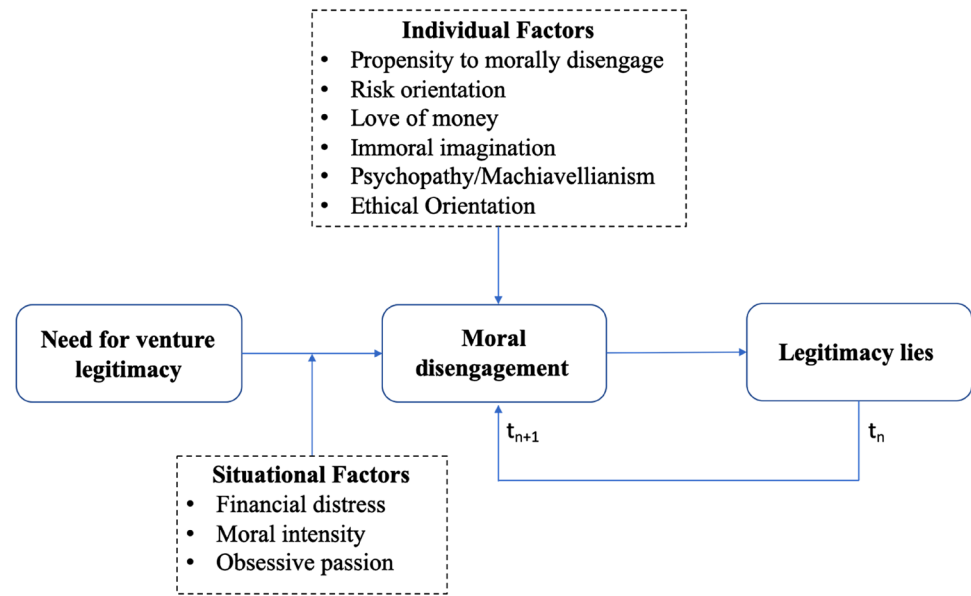 Individual Factors
• Propensity to morally disengage
• Risk orientation
• Love of money
• Immoral imagination
• Psychopathy/Machiavellianism
• Ethical Orientation
Need for venture
legitimacy
Moral
disengagement
Legitimacy lies
tn+1
tn
Situational Factors
• Financial distress
• Moral intensity
• Obsessive passion